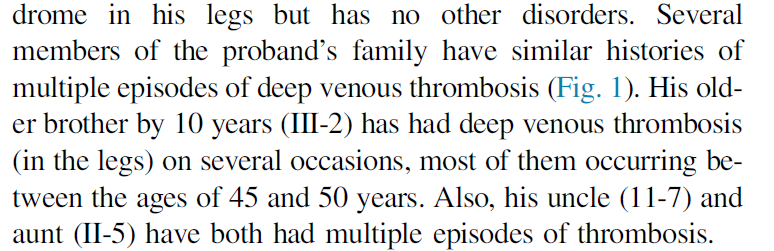 drome in his legs but has no other disorders. Several
members of the proband's family have similar histories of
multiple episodes of deep venous thrombosis (Fig. 1). His old-
er brother by 10 years (III-2) has had deep venous thrombosis
(in the legs) on several occasions, most of them occurring be-
tween the ages of 45 and 50 years. Also, his uncle (11-7) and
aunt (II-5) have both had multiple episodes of thrombosis.